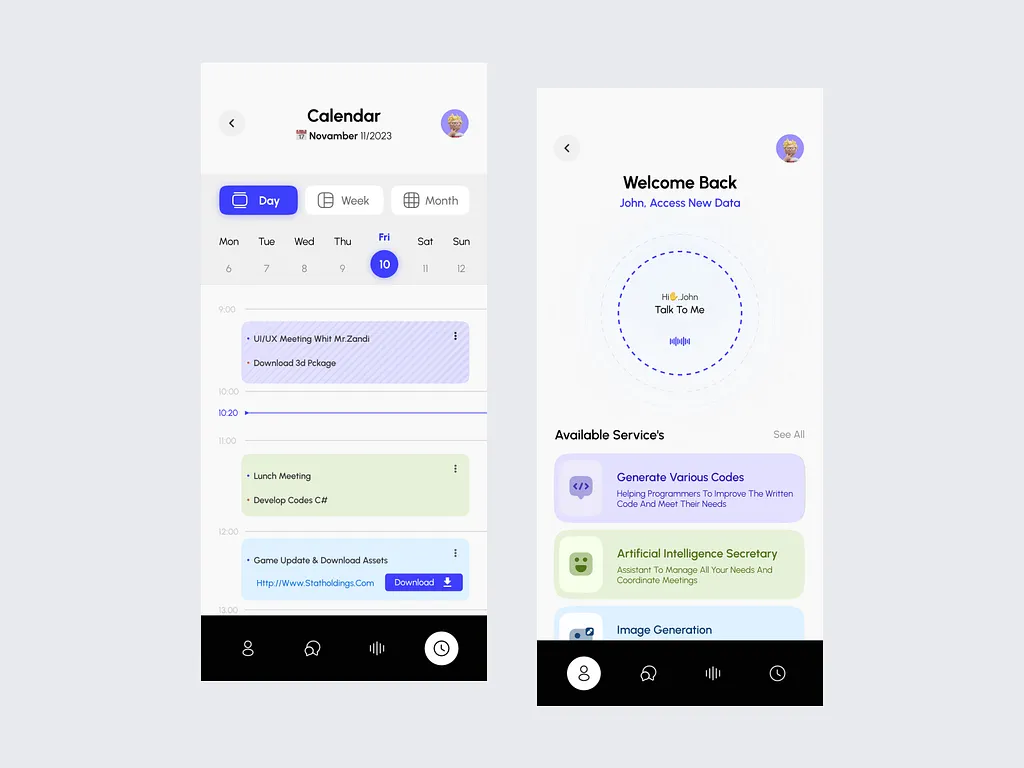 Calendar
Novamber 11/2023
Day
Week
Month
Mon Tue Wed Thu Fri Sat Sun
6 7 8 9 10 11 12
9:00
• UI/UX Meeting Whit Mr.Zandi
• Download 3d Pckage
10:00
10:20
11:00
• Lunch Meeting
• Develop Codes C#
12:00
• Game Update & Download Assets
Http://Www.Statholdings.Com
Download
13:00
Welcome Back
John, Access New Data
Hi✋.John
Talk To Me
Available Service's
See All
Generate Various Codes
Helping Programmers To Improve The Written
Code And Meet Their Needs
Artificial Intelligence Secretary
Assistant To Manage All Your Needs And
Coordinate Meetings
Image Generation